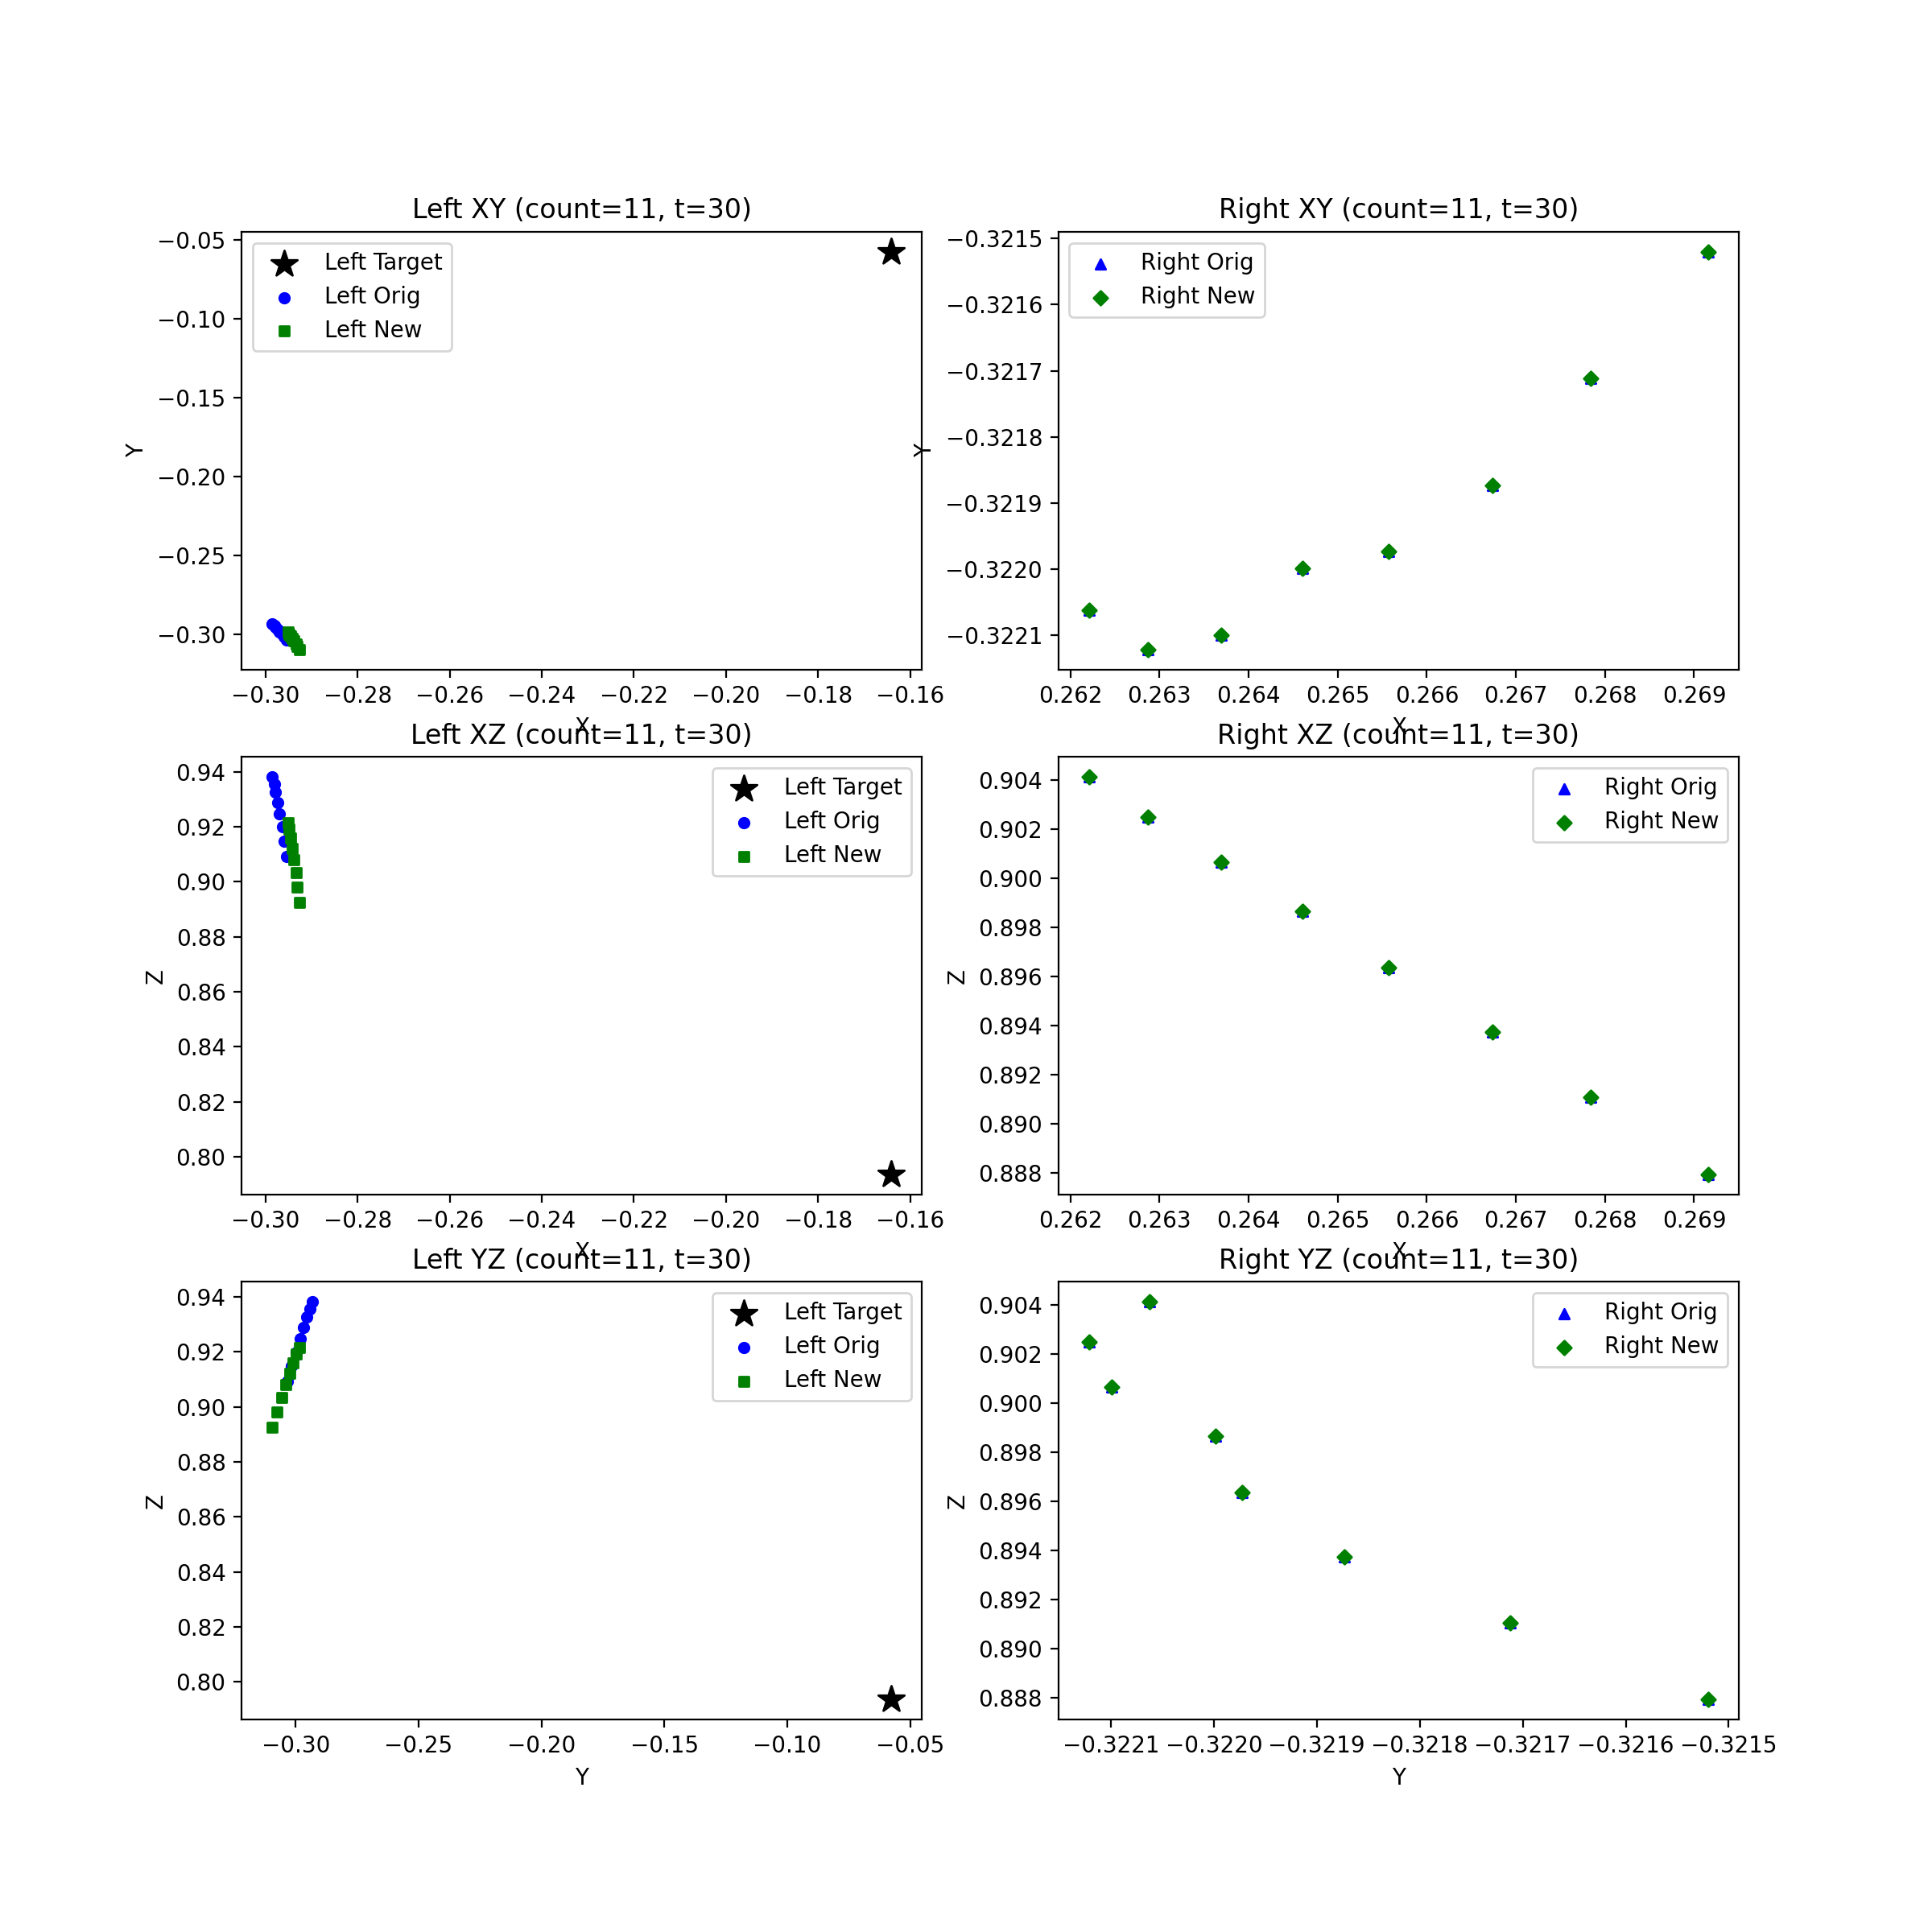 Left XY (count=11, t=30)
Right XY (count=11, t=30)
Left Target
Left Orig
Left New
Right Orig
Right New
−0.05
−0.10
−0.15
−0.20
−0.25
−0.30
Y
−0.3215
−0.3216
−0.3217
−0.3218
−0.3219
−0.3220
−0.3221
Y
−0.30 −0.28 −0.26 −0.24 −0.22 −0.20 −0.18 −0.16
X
0.262 0.263 0.264 0.265 0.266 0.267 0.268 0.269
X
Left XZ (count=11, t=30)
Right XZ (count=11, t=30)
Left Target
Left Orig
Left New
Right Orig
Right New
0.94
0.92
0.90
0.88
0.86
0.84
0.82
0.80
Z
0.904
0.902
0.900
0.898
0.896
0.894
0.892
0.890
0.888
Z
−0.30 −0.28 −0.26 −0.24 −0.22 −0.20 −0.18 −0.16
X
0.262 0.263 0.264 0.265 0.266 0.267 0.268 0.269
X
Left YZ (count=11, t=30)
Right YZ (count=11, t=30)
Left Target
Left Orig
Left New
Right Orig
Right New
0.94
0.92
0.90
0.88
0.86
0.84
0.82
0.80
Z
0.904
0.902
0.900
0.898
0.896
0.894
0.892
0.890
0.888
Z
−0.30 −0.25 −0.20 −0.15 −0.10 −0.05
Y
−0.3221 −0.3220 −0.3219 −0.3218 −0.3217 −0.3216 −0.3215
Y